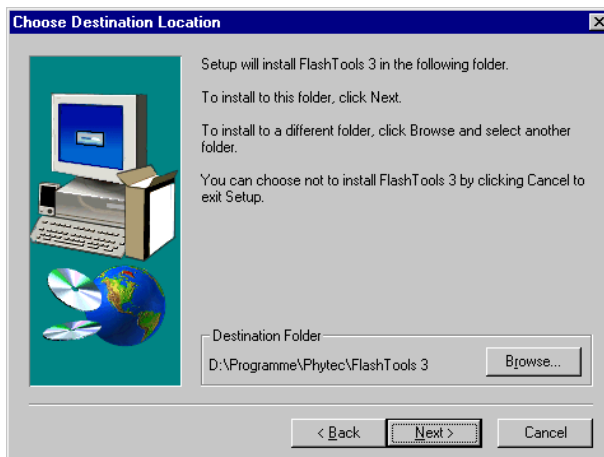 Choose Destination Location
Setup will install FlashTools 3 in the following folder.
To install to this folder, click Next.
To install to a different folder, click Browse and select another
folder.
You can choose not to install FlashTools 3 by clicking Cancel to
exit Setup.
Destination Folder
D:\Programme\Phytec\FlashTools 3
Browse...
< Back
Next >
Cancel